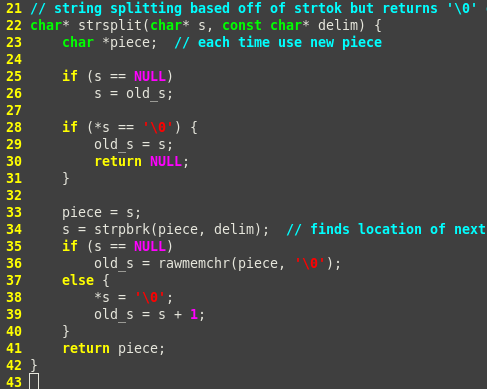 21 // string splitting based off of strtok but returns '\0'
22 char* strsplit(char* s, const char* delim) {
23     char *piece;  // each time use new piece
24
25     if (s == NULL)
26         s = old_s;
27
28     if (*s == '\0') {
29         old_s = s;
30         return NULL;
31     }
32
33     piece = s;
34     s = strpbrk(piece, delim);  // finds location of next
35     if (s == NULL)
36         old_s = rawmemchr(piece, '\0');
37     else {
38         *s = '\0';
39         old_s = s + 1;
40     }
41     return piece;
42 }
43